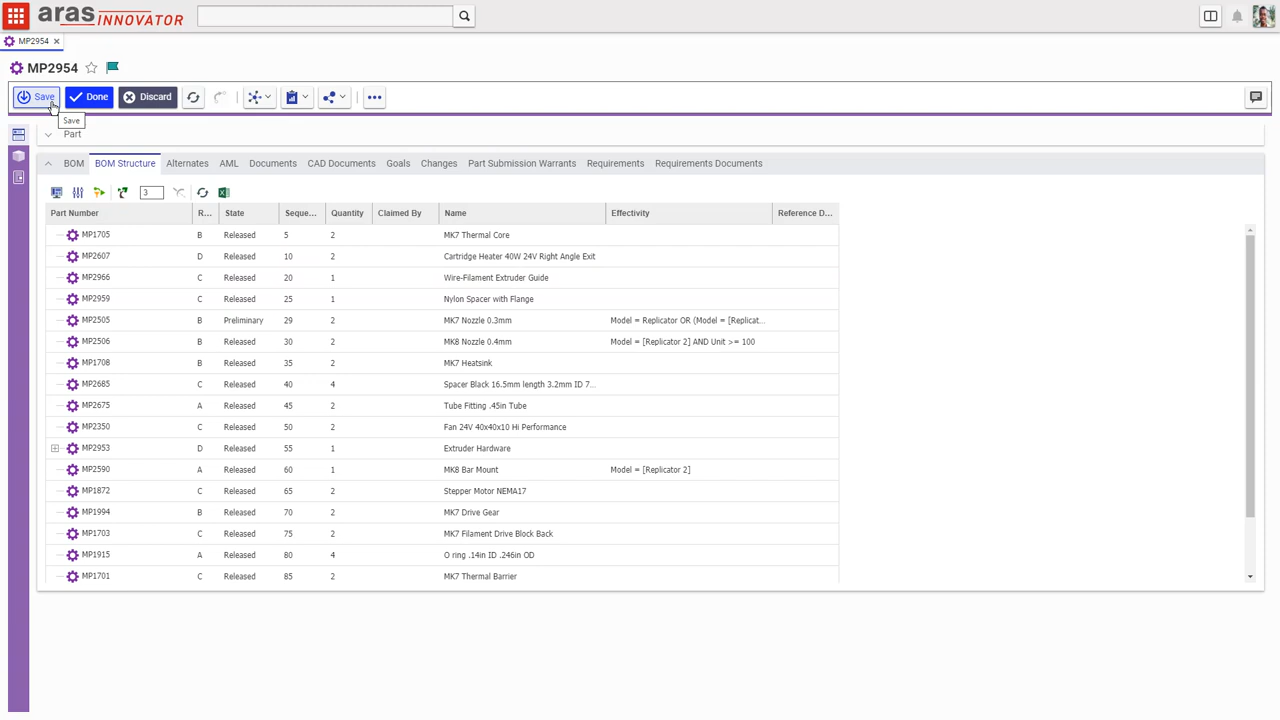 aras INNOVATOR
MP2954
MP2954
Save Done Discard
Save
Part
BOM BOM Structure Alternates AML Documents CAD Documents Goals Changes Part Submission Warrants Requirements Requirements Documents
3
Part Number R... State Seque... Quantity Claimed By Name Effectivity Reference D...
MP1705 B Released 5 2 MK7 Thermal Core
MP2607 D Released 10 2 Cartridge Heater 40W 24V Right Angle Exit
MP2966 C Released 20 1 Wire-Filament Extruder Guide
MP2959 C Released 25 1 Nylon Spacer with Flange
MP2505 B Preliminary 29 2 MK7 Nozzle 0.3mm Model = Replicator OR (Model = [Replicat...
MP2506 B Released 30 2 MK8 Nozzle 0.4mm Model = [Replicator 2] AND Unit >= 100
MP1708 B Released 35 2 MK7 Heatsink
MP2685 C Released 40 4 Spacer Black 16.5mm length 3.2mm ID 7...
MP2675 A Released 45 2 Tube Fitting .45in Tube
MP2350 C Released 50 2 Fan 24V 40x40x10 Hi Performance
MP2953 D Released 55 1 Extruder Hardware
MP2590 A Released 60 1 MK8 Bar Mount Model = [Replicator 2]
MP1872 C Released 65 2 Stepper Motor NEMA17
MP1994 B Released 70 2 MK7 Drive Gear
MP1703 C Released 75 2 MK7 Filament Drive Block Back
MP1915 A Released 80 4 O ring .14in ID .246in OD
MP1701 C Released 85 2 MK7 Thermal Barrier